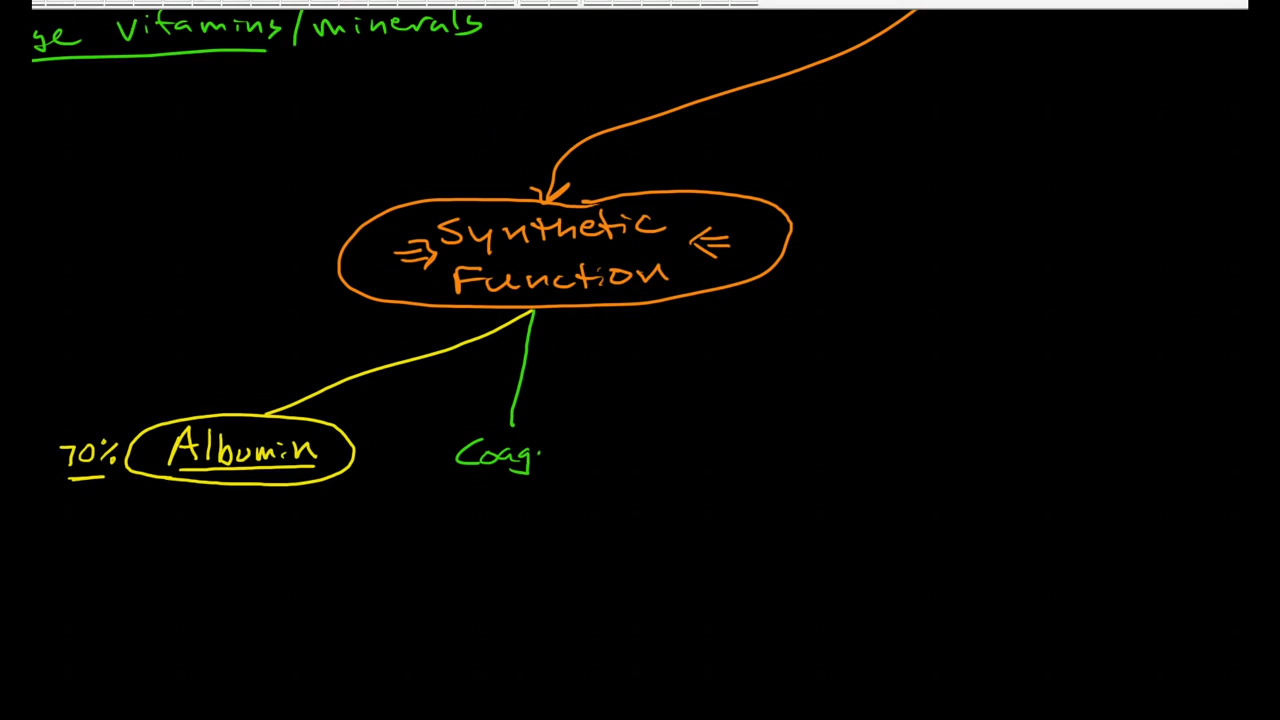 ge vitamins/minerals
⇒ Synthetic ⇐
Function
70% Albumin
Coag.